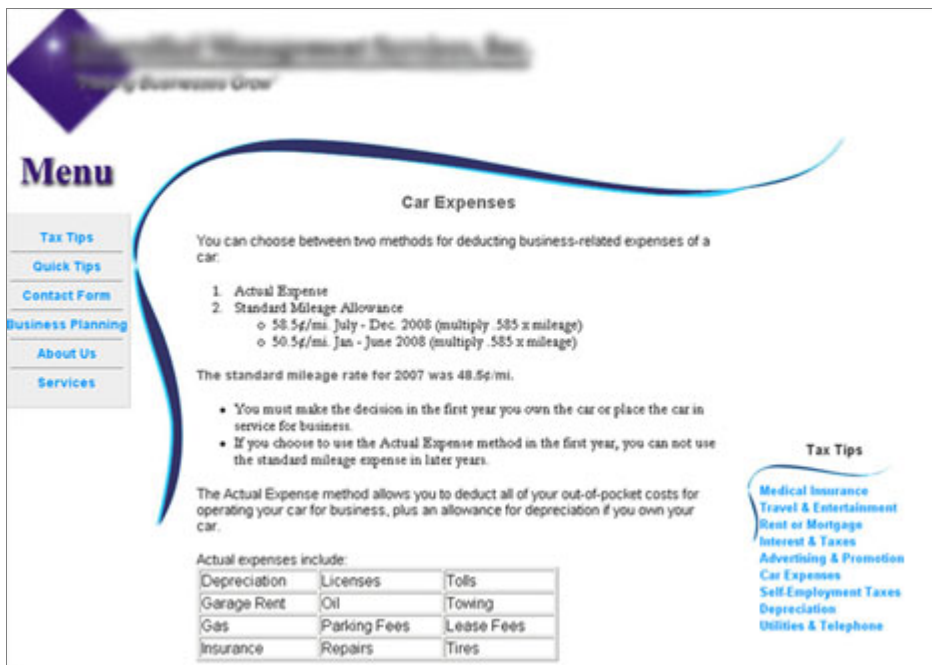 Management Services, Inc.
Businesses Grow"
Menu
Tax Tips
Quick Tips
Contact Form
Business Planning
About Us
Services
Car Expenses
You can choose between two methods for deducting business-related expenses of a
car:
1. Actual Expense
2. Standard Mileage Allowance
o 58.5¢/mi. July - Dec. 2008 (multiply .585 x mileage)
o 50.5¢/mi. Jan - June 2008 (multiply .585 x mileage)
The standard mileage rate for 2007 was 48.5¢/mi.
• You must make the decision in the first year you own the car or place the car in
service for business.
• If you choose to use the Actual Expense method in the first year, you can not use
the standard mileage expense in later years.
The Actual Expense method allows you to deduct all of your out-of-pocket costs for
operating your car for business, plus an allowance for depreciation if you own your
car.
Actual expenses include:
Depreciation Licenses Tolls
Garage Rent Oil Towing
Gas Parking Fees Lease Fees
Insurance Repairs Tires
Tax Tips
Medical Insurance
Travel & Entertainment
Rent or Mortgage
Interest & Taxes
Advertising & Promotion
Car Expenses
Self-Employment Taxes
Depreciation
Utilities & Telephone